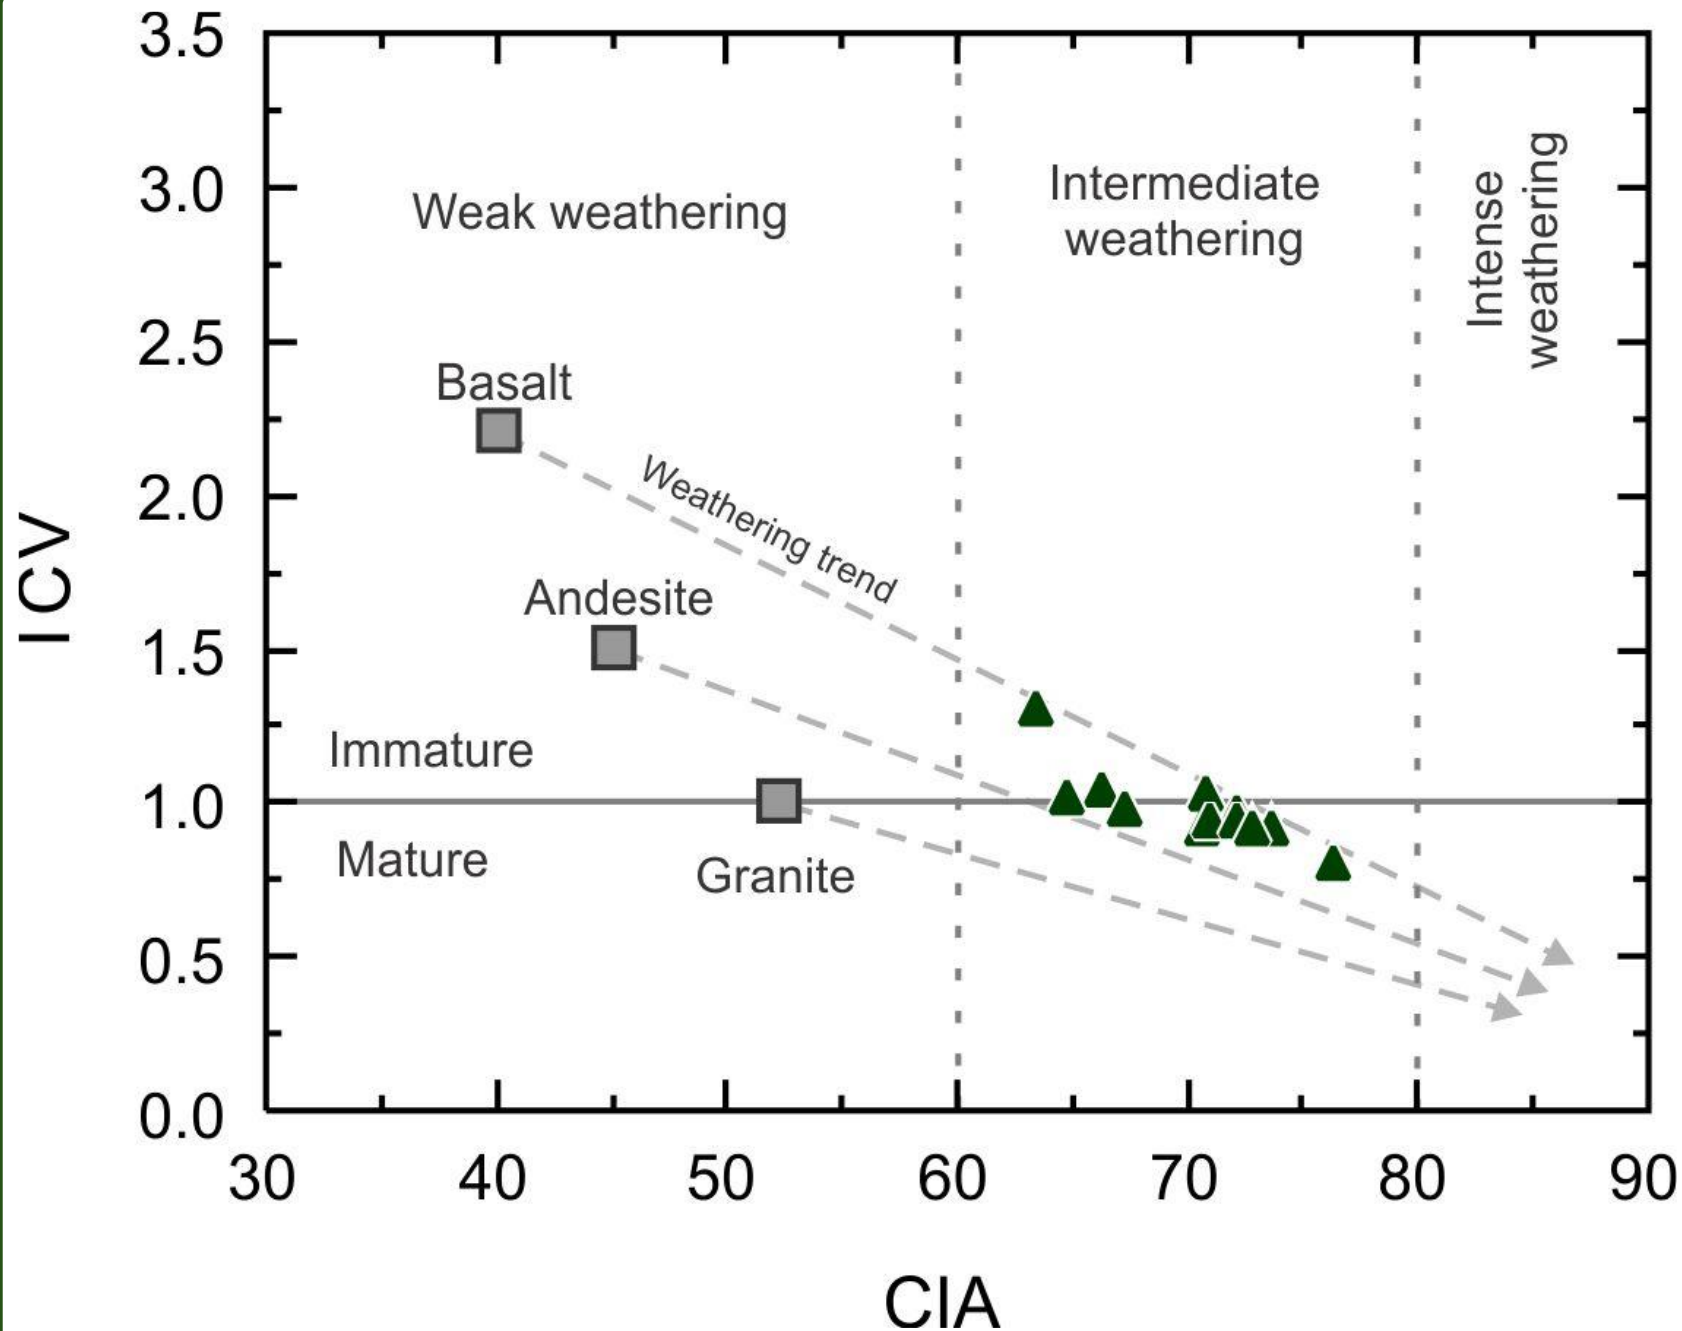 3.5
3.0
2.5
2.0
1.5
1.0
0.5
0.0
ICV
Weak weathering
Intermediate
weathering
Intense
weathering
Basalt
Weathering trend
Andesite
Immature
Mature
Granite
30 40 50 60 70 80 90
CIA